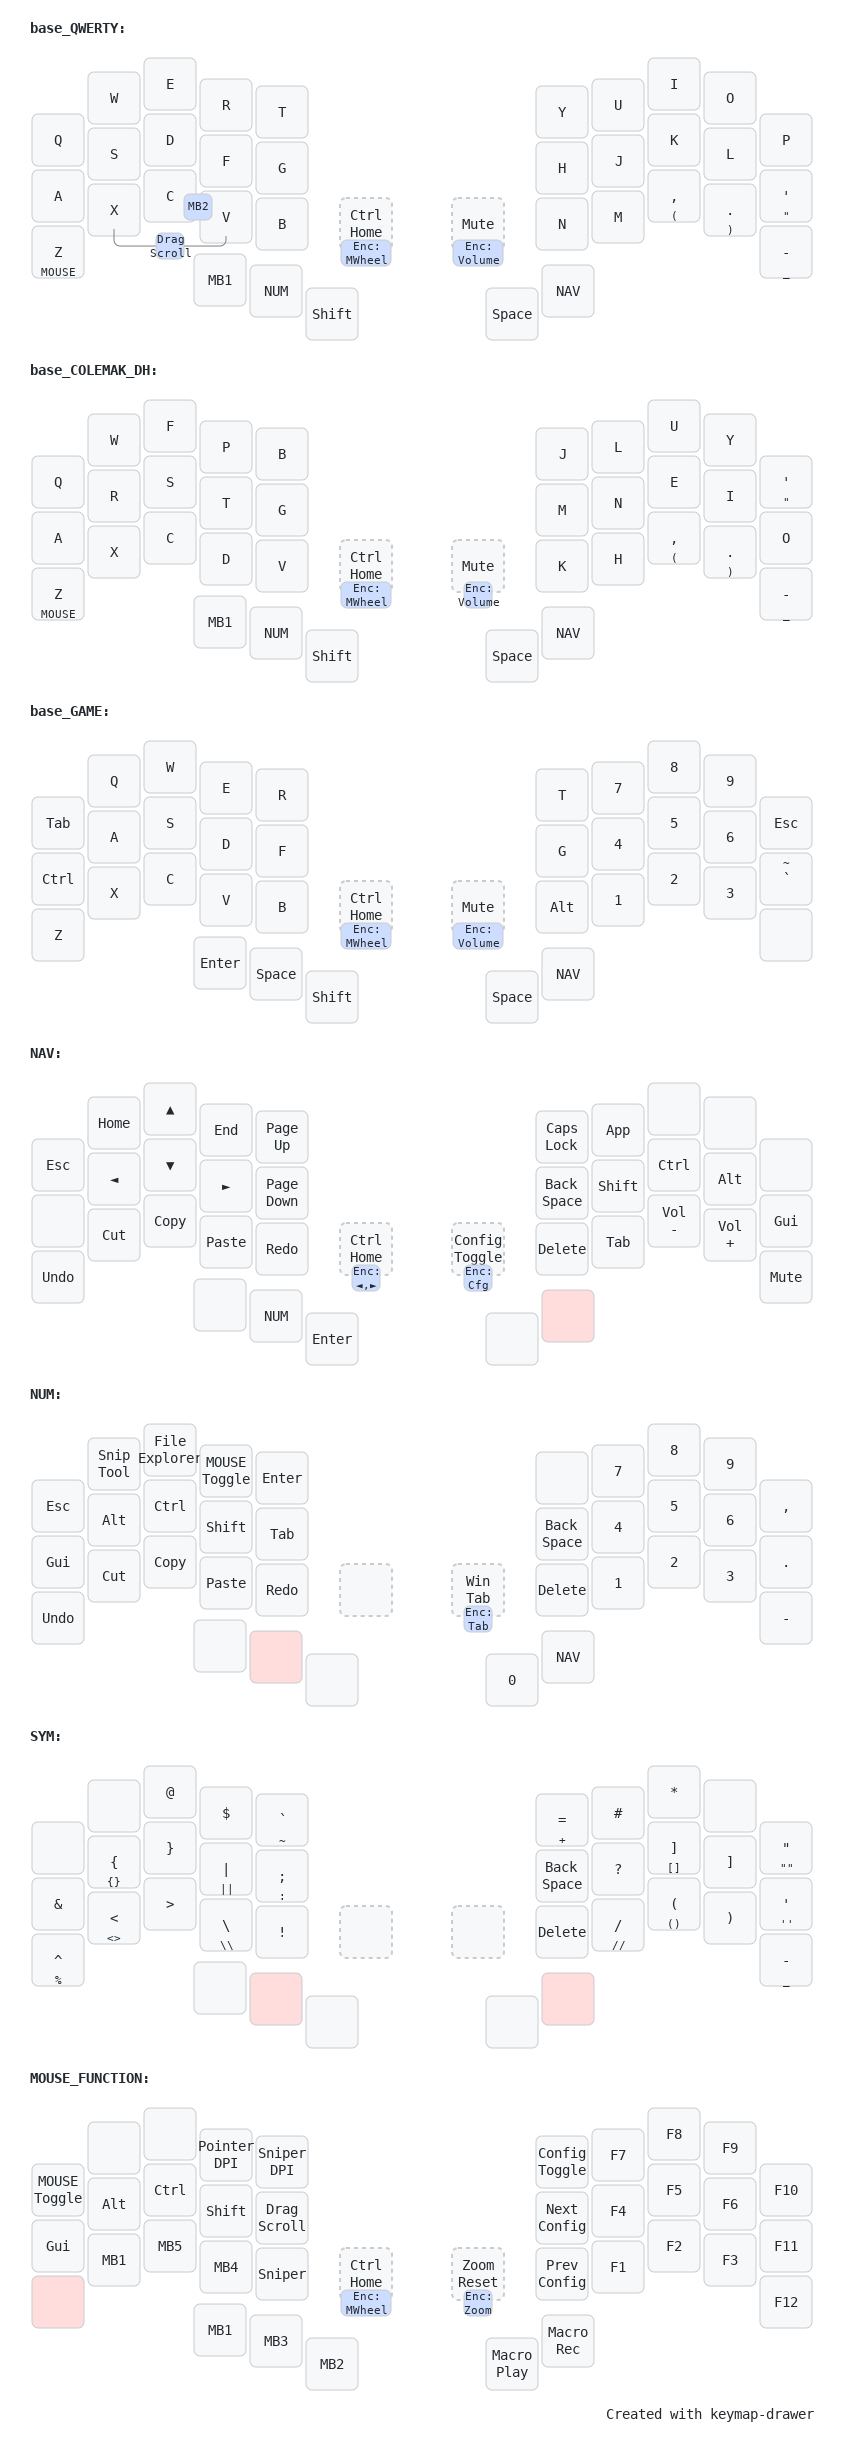 base_QWERTY:
Q W E R T Y U I O P
A S D F G H J K L ' "
Z MOUSE X C MB2 V B N M , ( . ) - _
Drag Scroll
Ctrl Home Enc: MWheel Mute Enc: Volume
MB1 NUM Shift Space NAV
base_COLEMAK_DH:
Q W F P B J L U Y ' "
A R S T G M N E I O
Z MOUSE X C D V K H , ( . ) - _
Ctrl Home Enc: MWheel Mute Enc: Volume
MB1 NUM Shift Space NAV
base_GAME:
Tab Q W E R T 7 8 9 Esc
Ctrl A S D F G 4 5 6 ~ `
Z X C V B Alt 1 2 3
Ctrl Home Enc: MWheel Mute Enc: Volume
Enter Space Shift Space NAV
NAV:
Esc Home ▲ End Page Up Caps Lock App
◄ ▼ ► Page Down Back Space Shift Ctrl Alt Gui
Undo Cut Copy Paste Redo Delete Tab Vol - Vol + Mute
Ctrl Home Enc: ◄,► Config Toggle Enc: Cfg
NUM Enter
NUM:
Esc Snip Tool File Explorer MOUSE Toggle Enter 7 8 9 ,
Gui Alt Ctrl Shift Tab Back Space 4 5 6 .
Undo Cut Copy Paste Redo Delete 1 2 3 -
Win Tab Enc: Tab
0 NAV
SYM:
@ $ ` ~ = + # * " ""
& { {} } | || ; : Back Space ? ] [] ] ' ''
^ % < <> > \ \\ ! Delete / // ( () ) - _
MOUSE_FUNCTION:
MOUSE Toggle Pointer DPI Sniper DPI Config Toggle F7 F8 F9 F10
Gui Alt Ctrl Shift Drag Scroll Next Config F4 F5 F6 F11
MB1 MB5 MB4 Sniper Prev Config F1 F2 F3 F12
Ctrl Home Enc: MWheel Zoom Reset Enc: Zoom
MB1 MB3 MB2 Macro Play Macro Rec
Created with keymap-drawer